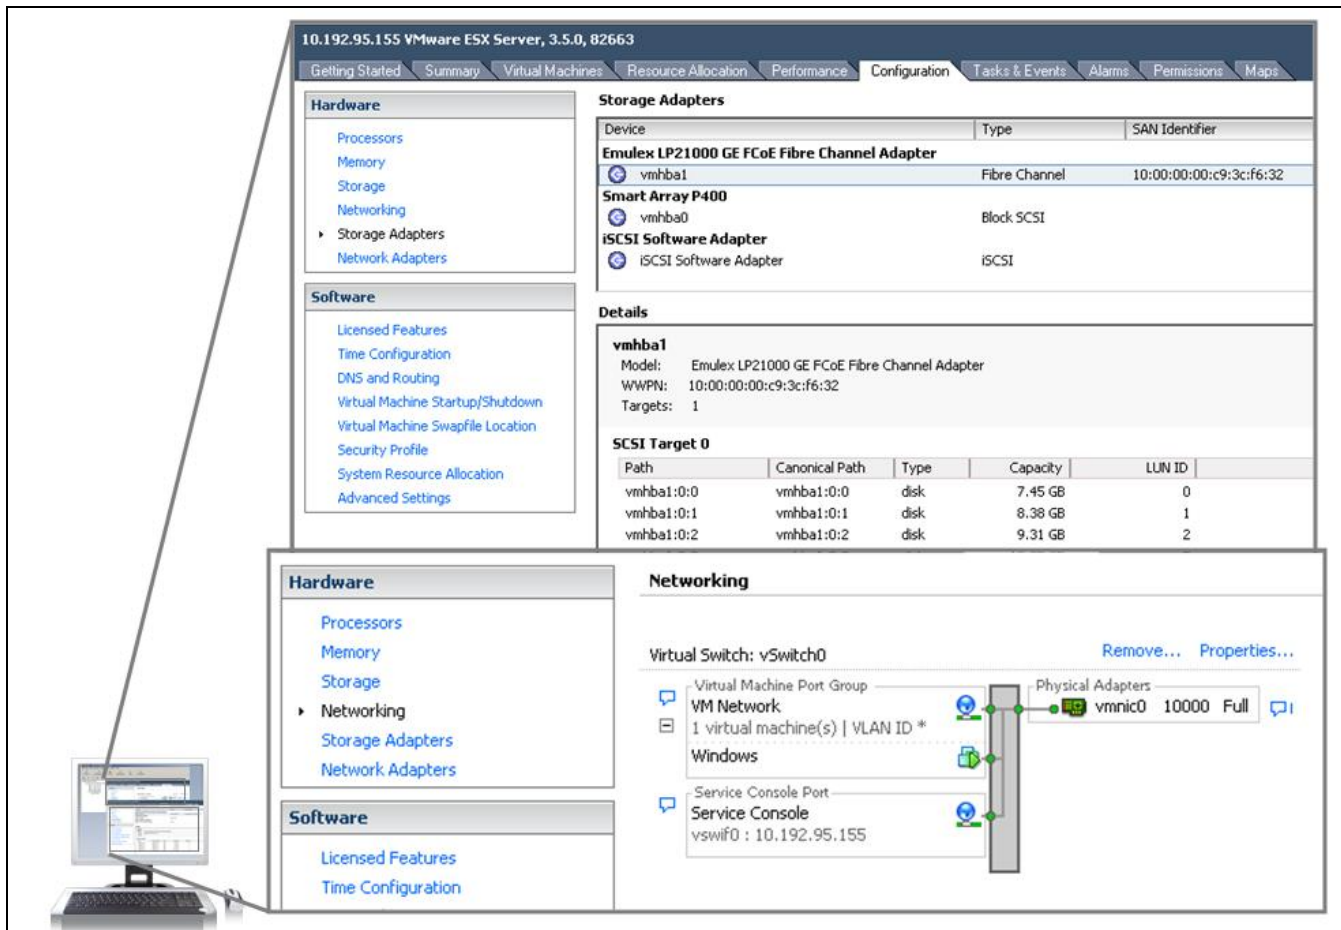 10.192.95.155 VMware ESX Server, 3.5.0, 82663
Getting Started Summary Virtual Machines Resource Allocation Performance Configuration Tasks & Events Alarms Permissions Maps
Hardware
Processors
Memory
Storage
Networking
Storage Adapters
Network Adapters
Software
Licensed Features
Time Configuration
DNS and Routing
Virtual Machine Startup/Shutdown
Virtual Machine Swapfile Location
Security Profile
System Resource Allocation
Advanced Settings
Storage Adapters
Device Type SAN Identifier
Emulex LP21000 GE FCoE Fibre Channel Adapter
vmhba1 Fibre Channel 10:00:00:00:c9:3c:f6:32
Smart Array P400
vmhba0 Block SCSI
iSCSI Software Adapter
iSCSI Software Adapter iSCSI
Details
vmhba1
Model: Emulex LP21000 GE FCoE Fibre Channel Adapter
WWPN: 10:00:00:00:c9:3c:f6:32
Targets: 1
SCSI Target 0
Path Canonical Path Type Capacity LUN ID
vmhba1:0:0 vmhba1:0:0 disk 7.45 GB 0
vmhba1:0:1 vmhba1:0:1 disk 8.38 GB 1
vmhba1:0:2 vmhba1:0:2 disk 9.31 GB 2
Hardware
Processors
Memory
Storage
Networking
Storage Adapters
Network Adapters
Software
Licensed Features
Time Configuration
Networking
Virtual Switch: vSwitch0 Remove... Properties...
Virtual Machine Port Group Physical Adapters
VM Network vmnic0 10000 Full
1 virtual machine(s) | VLAN ID *
Windows
Service Console Port
Service Console
vswif0 : 10.192.95.155